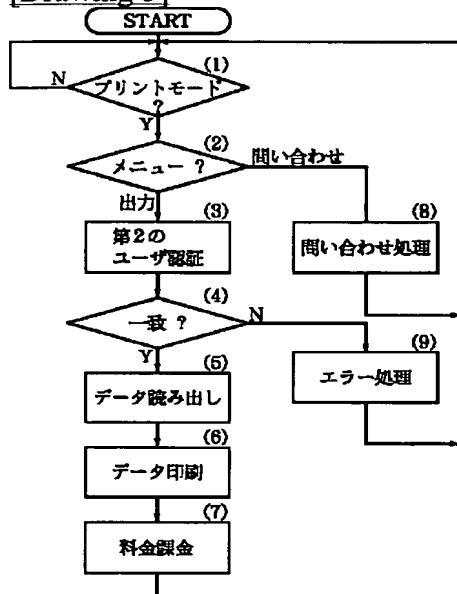 START
(1)
プリントモード
?
N
Y
(2)
メニュー ?
問い合わせ
出力
(3)
第2の
ユーザ認証
(8)
問い合わせ処理
(4)
一致 ?
N
Y
(9)
エラー処理
(5)
データ読み出し
(6)
データ印刷
(7)
料金課金